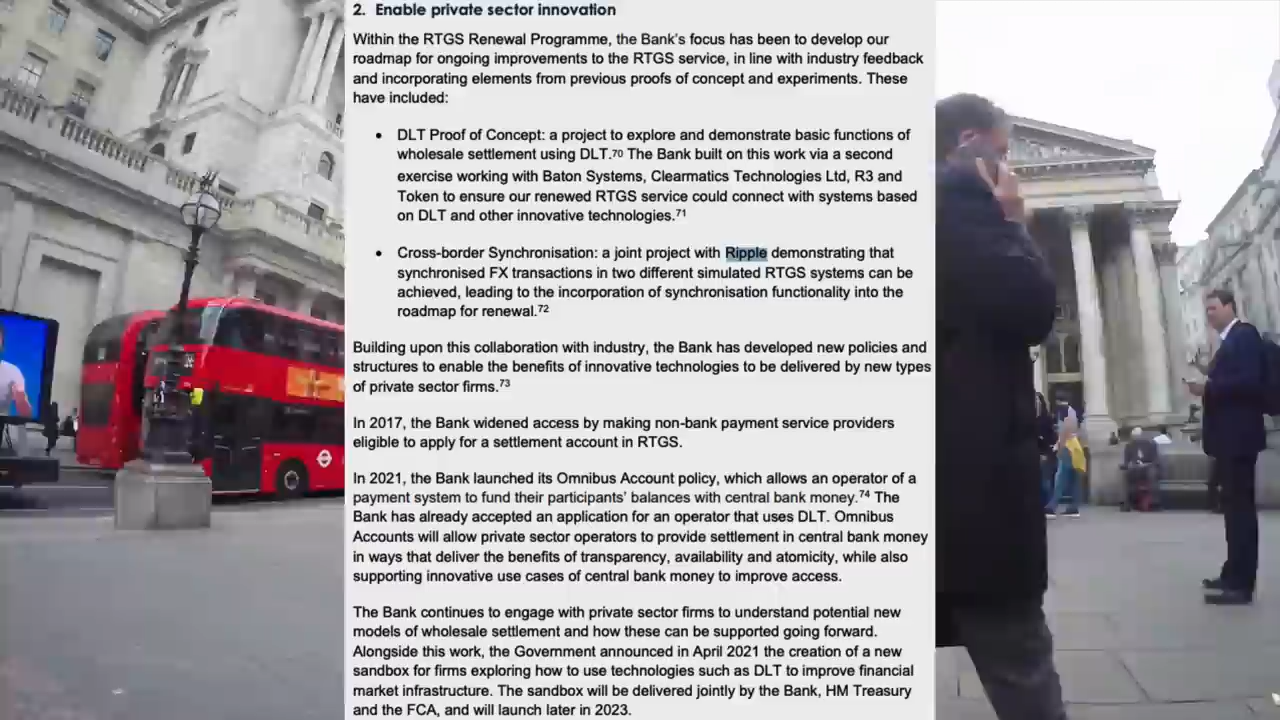 2. Enable private sector innovation
Within the RTGS Renewal Programme, the Bank's focus has been to develop our
roadmap for ongoing improvements to the RTGS service, in line with industry feedback
and incorporating elements from previous proofs of concept and experiments. These
have included:
• DLT Proof of Concept: a project to explore and demonstrate basic functions of
wholesale settlement using DLT.70 The Bank built on this work via a second
exercise working with Baton Systems, Clearmatics Technologies Ltd, R3 and
Token to ensure our renewed RTGS service could connect with systems based
on DLT and other innovative technologies.71
• Cross-border Synchronisation: a joint project with Ripple demonstrating that
synchronised FX transactions in two different simulated RTGS systems can be
achieved, leading to the incorporation of synchronisation functionality into the
roadmap for renewal.72
Building upon this collaboration with industry, the Bank has developed new policies and
structures to enable the benefits of innovative technologies to be delivered by new types
of private sector firms.73
In 2017, the Bank widened access by making non-bank payment service providers
eligible to apply for a settlement account in RTGS.
In 2021, the Bank launched its Omnibus Account policy, which allows an operator of a
payment system to fund their participants' balances with central bank money.74 The
Bank has already accepted an application for an operator that uses DLT. Omnibus
Accounts will allow private sector operators to provide settlement in central bank money
in ways that deliver the benefits of transparency, availability and atomicity, while also
supporting innovative use cases of central bank money to improve access.
The Bank continues to engage with private sector firms to understand potential new
models of wholesale settlement and how these can be supported going forward.
Alongside this work, the Government announced in April 2021 the creation of a new
sandbox for firms exploring how to use technologies such as DLT to improve financial
market infrastructure. The sandbox will be delivered jointly by the Bank, HM Treasury
and the FCA, and will launch later in 2023.